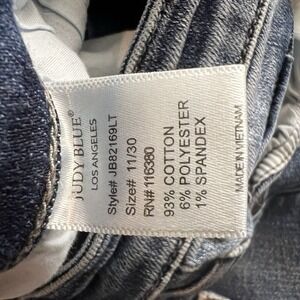 JUDY BLUE®
LOS ANGELES
Style# JB82169LT
Size# 11/30
RN# 116380
93% COTTON
6% POLYESTER
1% SPANDEX
MADE IN VIETNAM